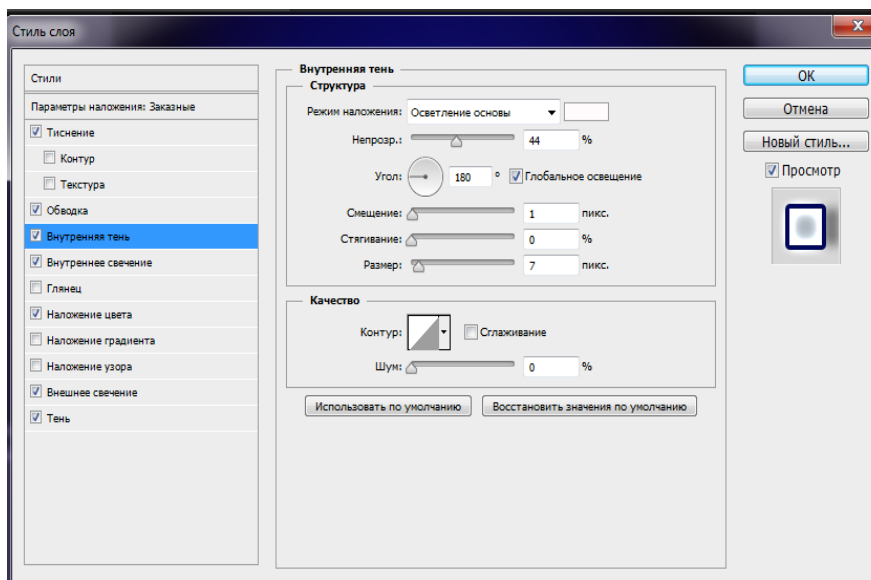 Стиль слоя
x
Стили
Параметры наложения: Заказные
Тиснение
Контур
Текстура
Обводка
Внутренняя тень
Внутреннее свечение
Глянец
Наложение цвета
Наложение градиента
Наложение узора
Внешнее свечение
Тень
Внутренняя тень
Структура
Режим наложения: Осветление основы
Непрозр.: 44 %
Угол: 180 ° Глобальное освещение
Смещение: 1 пикс.
Стягивание: 0 %
Размер: 7 пикс.
Качество
Контур: Сглаживание
Шум: 0 %
Использовать по умолчанию Восстановить значения по умолчанию
ОК
Отмена
Новый стиль...
Просмотр